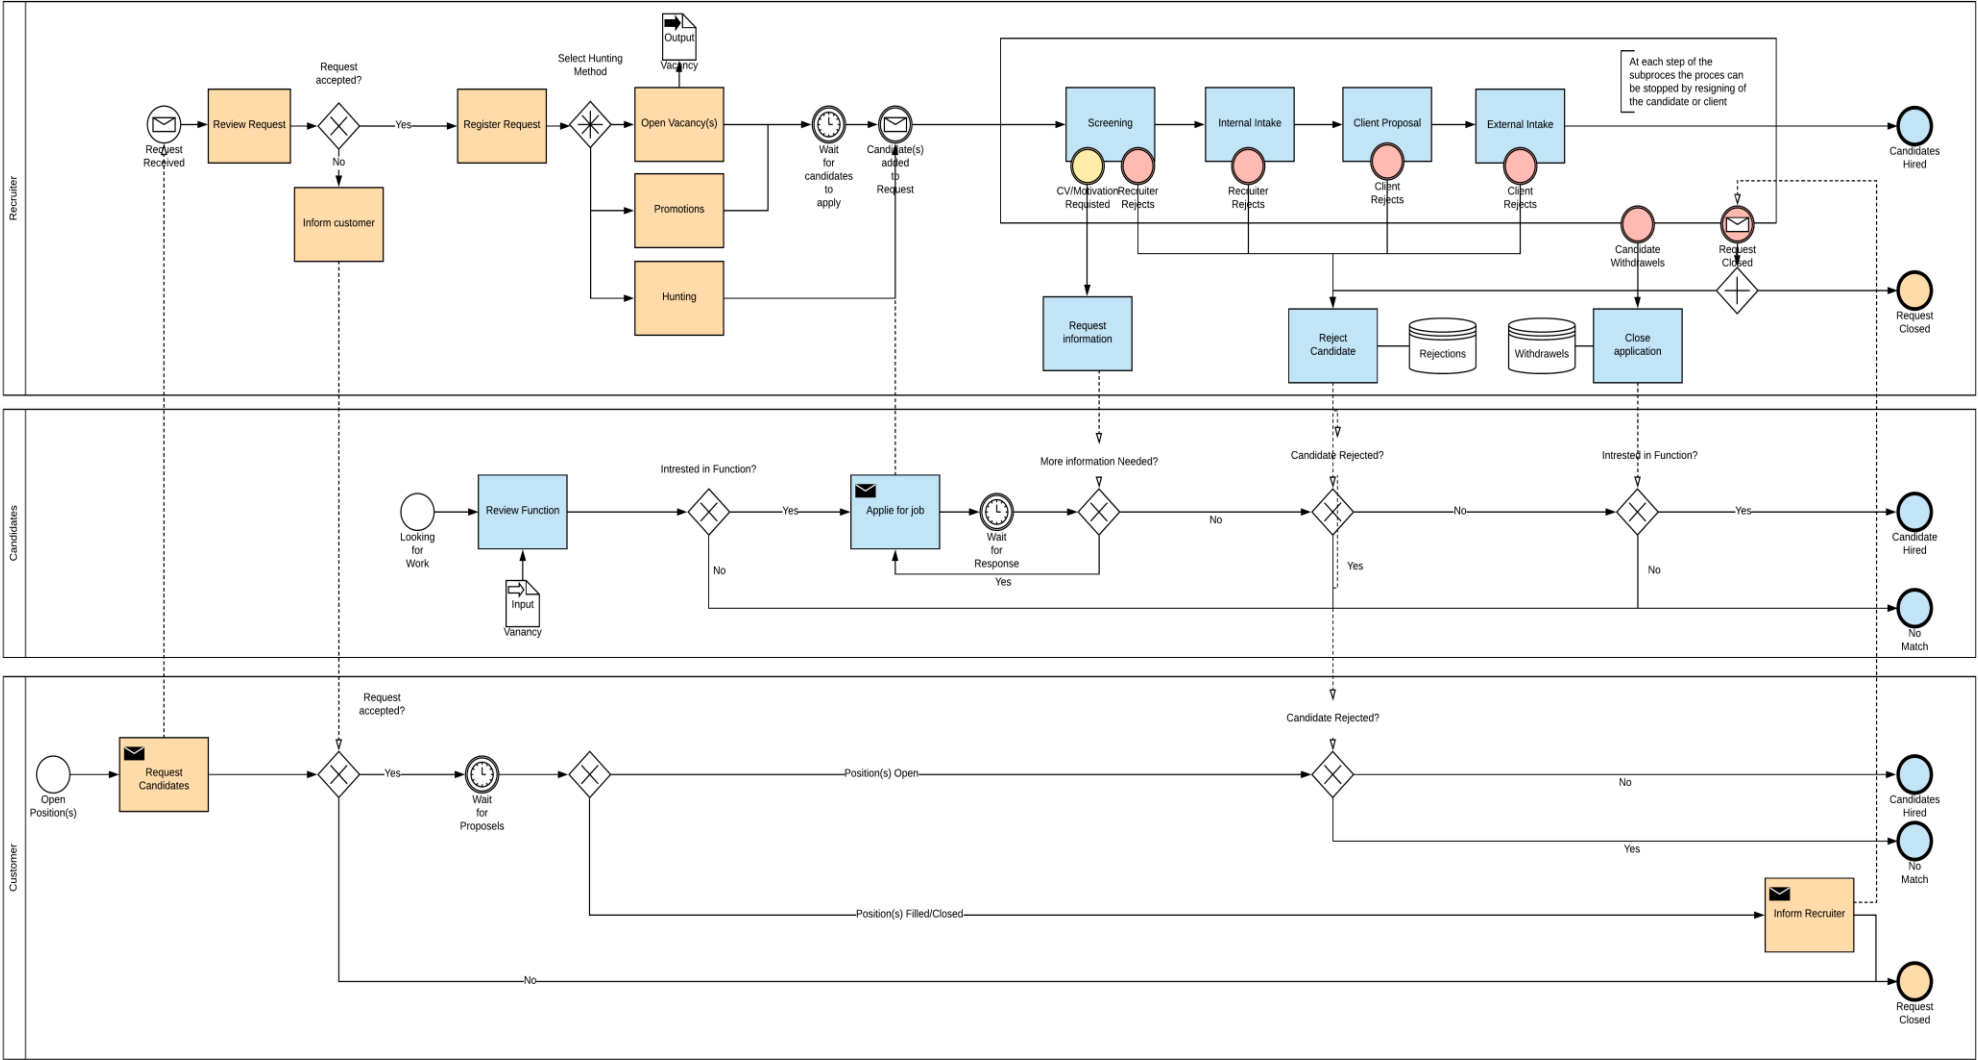 Recruiter
Request
Received
Review Request
Request
accepted?
Yes
No
Inform customer
Register Request
Select Hunting
Method
Output
Vacancy
Open Vacancy(s)
Promotions
Hunting
Wait
for
candidates
to
apply
Candidate(s)
added
to
Request
Screening
Internal Intake
Client Proposal
External Intake
CV/Motivation
Requisted
Recruiter
Rejects
Recruiter
Rejects
Client
Rejects
Client
Rejects
At each step of the
subproces the proces can
be stopped by resigning of
the candidate or client
Candidate
Withdrawels
Request
Closed
Candidates
Hired
Request
Closed
Request
information
Reject
Candidate
Rejections
Withdrawels
Close
application
Candidates
Looking
for
Work
Review Function
Input
Vanancy
Intrested in Function?
Yes
No
Applie for job
Wait
for
Response
More information Needed?
Yes
No
Candidate Rejected?
No
Yes
Intrested in Function?
Yes
No
Candidate
Hired
No
Match
Customer
Open
Position(s)
Request
Candidates
Request
accepted?
Yes
No
Wait
for
Proposels
Position(s) Open
Position(s) Filled/Closed
Candidate Rejected?
No
Yes
Candidates
Hired
No
Match
Inform Recruiter
Request
Closed